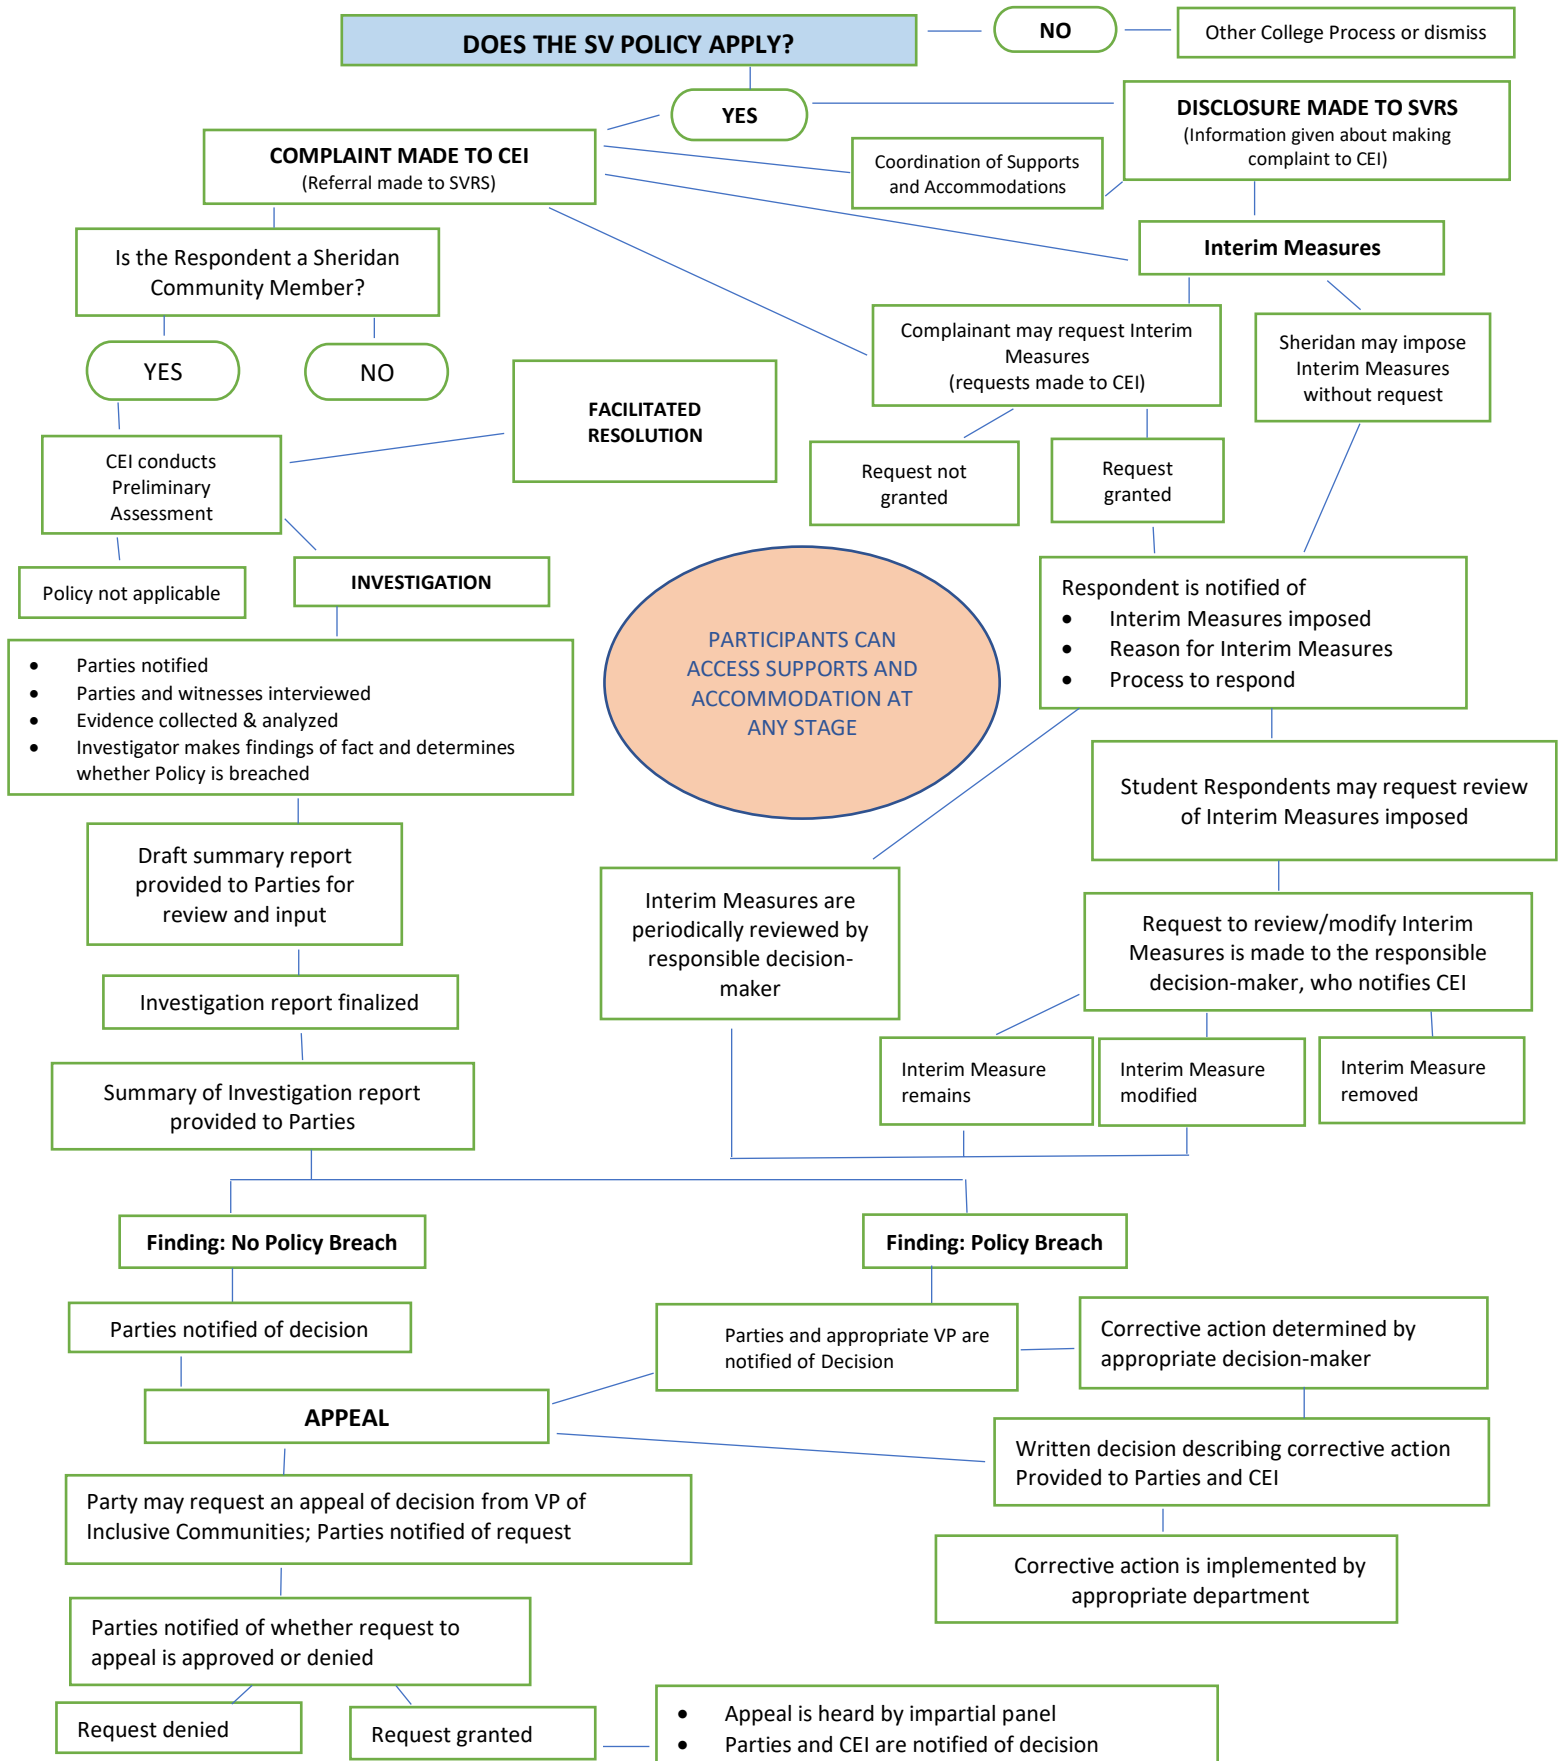 DOES THE SV POLICY APPLY?
NO
Other College Process or dismiss
YES
DISCLOSURE MADE TO SVRS
(Information given about making
complaint to CEI)
COMPLAINT MADE TO CEI
(Referral made to SVRS)
Coordination of Supports
and Accommodations
Is the Respondent a Sheridan
Community Member?
Interim Measures
YES
NO
Complainant may request Interim
Measures
(requests made to CEI)
Sheridan may impose
Interim Measures
without request
FACILITATED
RESOLUTION
CEI conducts
Preliminary
Assessment
Request not
granted
Request
granted
Policy not applicable
INVESTIGATION
Respondent is notified of
• Interim Measures imposed
• Reason for Interim Measures
• Process to respond
PARTICIPANTS CAN
ACCESS SUPPORTS AND
ACCOMMODATION AT
ANY STAGE
• Parties notified
• Parties and witnesses interviewed
• Evidence collected & analyzed
• Investigator makes findings of fact and determines
whether Policy is breached
Student Respondents may request review
of Interim Measures imposed
Draft summary report
provided to Parties for
review and input
Interim Measures are
periodically reviewed by
responsible decision-
maker
Request to review/modify Interim
Measures is made to the responsible
decision-maker, who notifies CEI
Investigation report finalized
Interim Measure
remains
Interim Measure
modified
Interim Measure
removed
Summary of Investigation report
provided to Parties
Finding: No Policy Breach
Finding: Policy Breach
Parties notified of decision
Parties and appropriate VP are
notified of Decision
Corrective action determined by
appropriate decision-maker
APPEAL
Written decision describing corrective action
Provided to Parties and CEI
Party may request an appeal of decision from VP of
Inclusive Communities; Parties notified of request
Corrective action is implemented by
appropriate department
Parties notified of whether request to
appeal is approved or denied
Request denied
Request granted
• Appeal is heard by impartial panel
• Parties and CEI are notified of decision